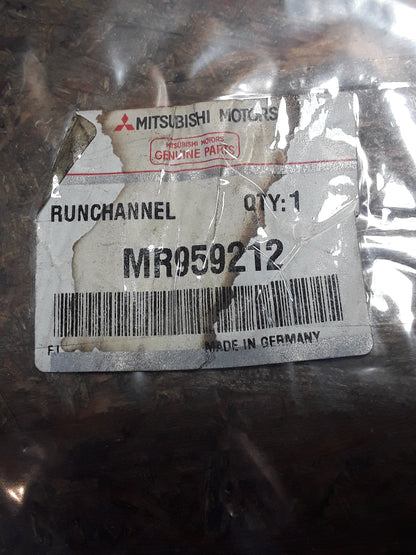 MITSUBISHI MOTORS
MITSUBISHI MOTORS
GENUINE PARTS
RUNCHANNEL QTY: 1
MR959212
MADE IN GERMANY